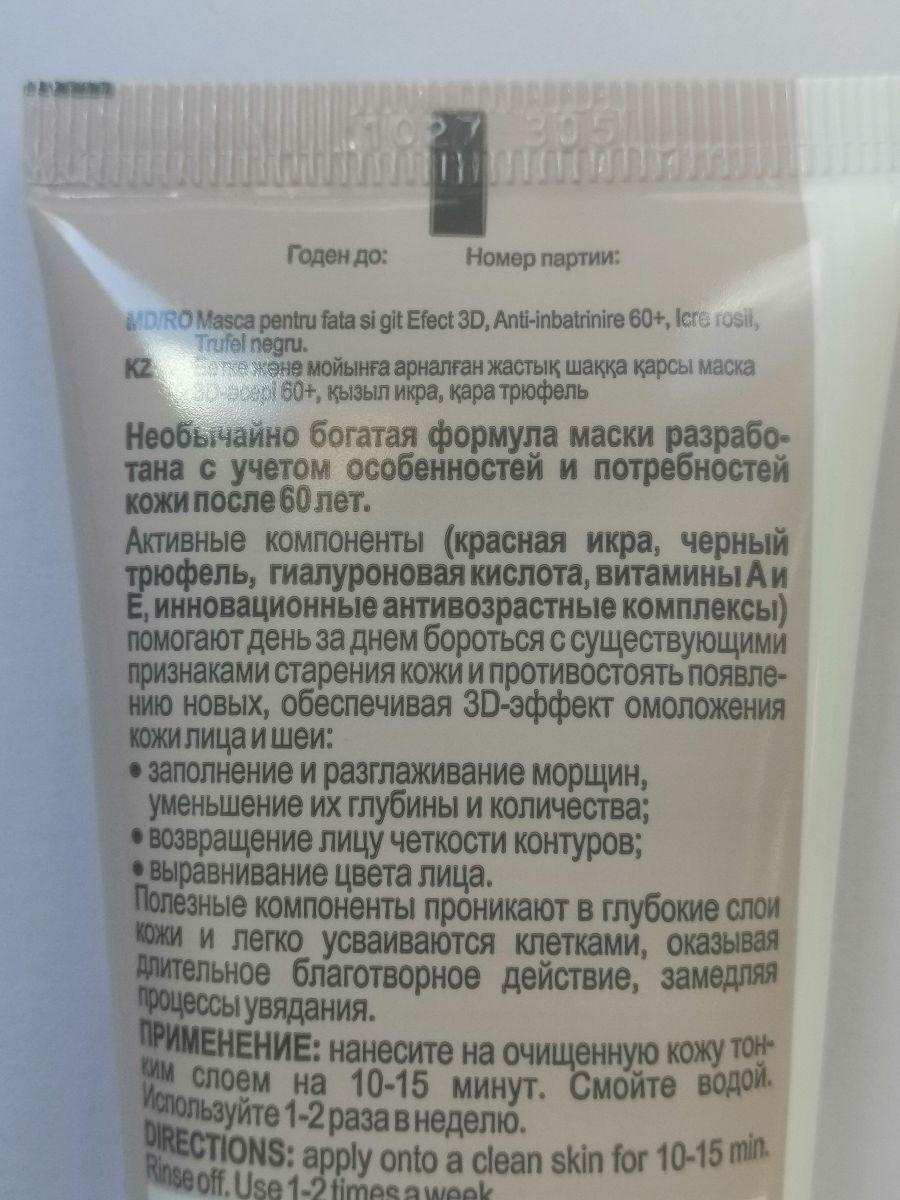 1027 305
Годен до: Номер партии:
MD/RO Masca pentru fata si git Efect 3D, Anti-inbatrinire 60+, Icre rosii,
Trufel negru.
KZ Бетке және мойынға арналған жастық шаққа қарсы маска
3D-әсері 60+, қызыл икра, қара трюфель
Необычайно богатая формула маски разрабо-
тана с учетом особенностей и потребностей
кожи после 60 лет.
Активные компоненты (красная икра, черный
трюфель, гиалуроновая кислота, витамины А и
Е, инновационные антивозрастные комплексы)
помогают день за днем бороться с существующими
признаками старения кожи и противостоять появле-
нию новых, обеспечивая 3D-эффект омоложения
кожи лица и шеи:
• заполнение и разглаживание морщин,
уменьшение их глубины и количества;
• возвращение лицу четкости контуров;
• выравнивание цвета лица.
Полезные компоненты проникают в глубокие слои
кожи и легко усваиваются клетками, оказывая
длительное благотворное действие, замедляя
процессы увядания.
ПРИМЕНЕНИЕ: нанесите на очищенную кожу тон-
ким слоем на 10-15 минут. Смойте водой.
Используйте 1-2 раза в неделю.
DIRECTIONS: apply onto a clean skin for 10-15 min.
Rinse off. Use 1-2 times a week